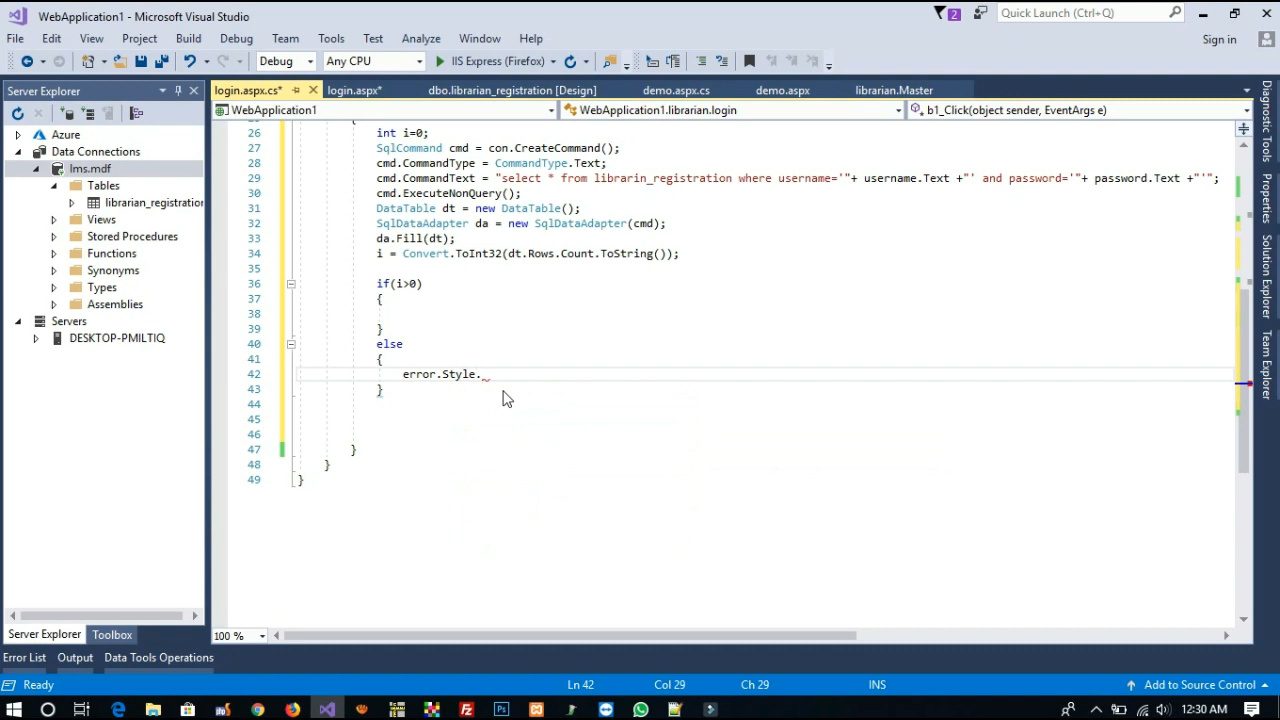 WebApplication1 - Microsoft Visual Studio
2
Quick Launch (Ctrl+Q)
File Edit View Project Build Debug Team Tools Test Analyze Window Help
Sign in
Debug Any CPU IIS Express (Firefox)
Server Explorer
login.aspx.cs* login.aspx* dbo.librarian_registration [Design] demo.aspx.cs demo.aspx librarian.Master
WebApplication1 WebApplication1.librarian.login b1_Click(object sender, EventArgs e)
Azure
Data Connections
lms.mdf
Tables
librarian_registration
Views
Stored Procedures
Functions
Synonyms
Types
Assemblies
Servers
DESKTOP-PMILTIQ
26 int i=0;
27 SqlCommand cmd = con.CreateCommand();
28 cmd.CommandType = CommandType.Text;
29 cmd.CommandText = "select * from librarin_registration where username='"+ username.Text +"' and password='"+ password.Text +"'";
30 cmd.ExecuteNonQuery();
31 DataTable dt = new DataTable();
32 SqlDataAdapter da = new SqlDataAdapter(cmd);
33 da.Fill(dt);
34 i = Convert.ToInt32(dt.Rows.Count.ToString());
35
36 if(i>0)
37 {
38
39 }
40 else
41 {
42 error.Style.
43 }
44
45
46
47 }
48 }
49 }
Diagnostic Tools
Properties
Solution Explorer
Team Explorer
100 %
Server Explorer Toolbox
Error List Output Data Tools Operations
Ready Ln 42 Col 29 Ch 29 INS Add to Source Control
12:30 AM